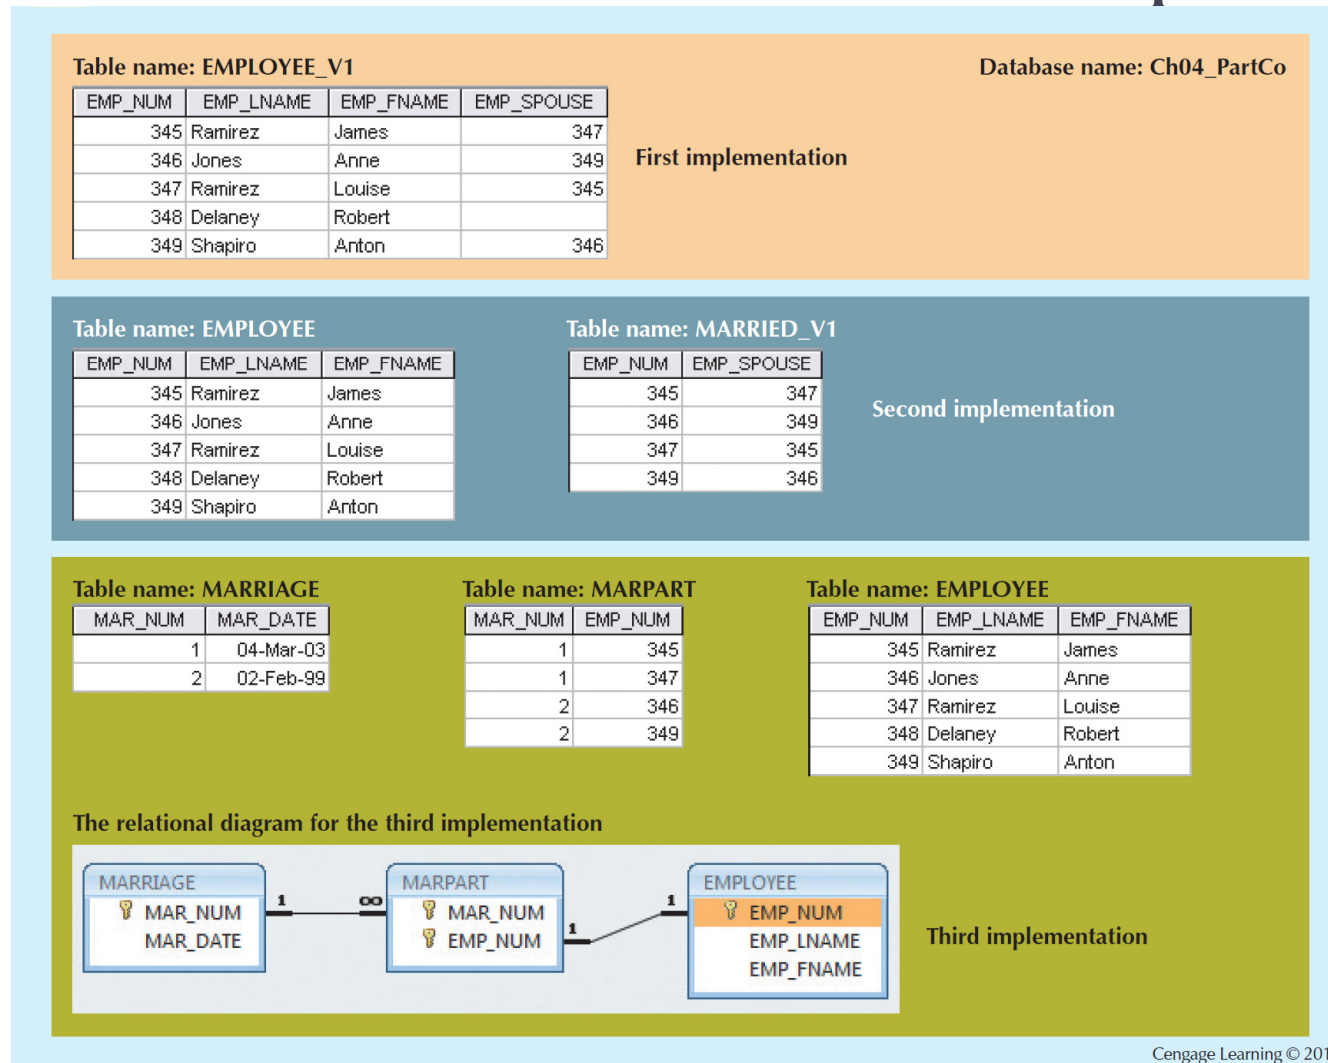 Table name: EMPLOYEE_V1
Database name: Ch04_PartCo
EMP_NUM EMP_LNAME EMP_FNAME EMP_SPOUSE
345 Ramirez James 347
346 Jones Anne 349
347 Ramirez Louise 345
348 Delaney Robert
349 Shapiro Anton 346
First implementation
Table name: EMPLOYEE
EMP_NUM EMP_LNAME EMP_FNAME
345 Ramirez James
346 Jones Anne
347 Ramirez Louise
348 Delaney Robert
349 Shapiro Anton
Table name: MARRIED_V1
EMP_NUM EMP_SPOUSE
345 347
346 349
347 345
349 346
Second implementation
Table name: MARRIAGE
MAR_NUM MAR_DATE
1 04-Mar-03
2 02-Feb-99
Table name: MARPART
MAR_NUM EMP_NUM
1 345
1 347
2 346
2 349
Table name: EMPLOYEE
EMP_NUM EMP_LNAME EMP_FNAME
345 Ramirez James
346 Jones Anne
347 Ramirez Louise
348 Delaney Robert
349 Shapiro Anton
The relational diagram for the third implementation
MARRIAGE
MAR_NUM
MAR_DATE
1 ∞
MARPART
MAR_NUM
EMP_NUM
1 1
EMPLOYEE
EMP_NUM
EMP_LNAME
EMP_FNAME
Third implementation
Cengage Learning ©